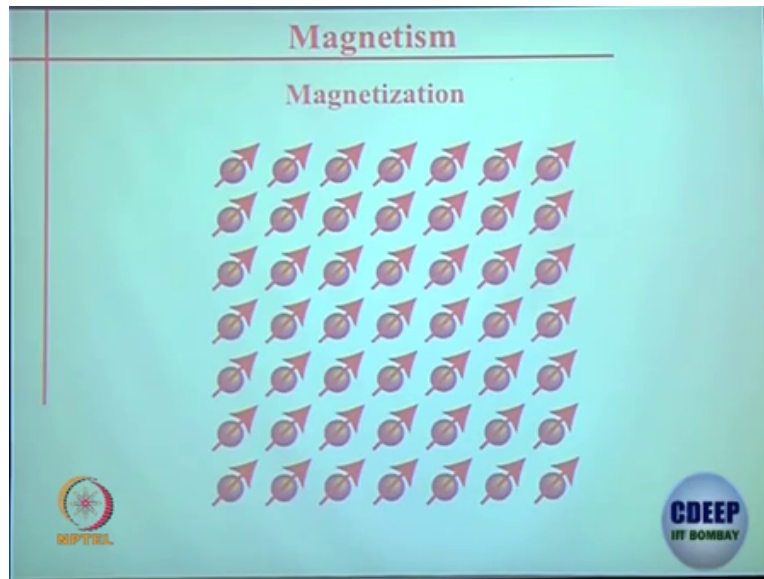 Magnetism
Magnetization
NPTEL
CDEEP
IIT BOMBAY